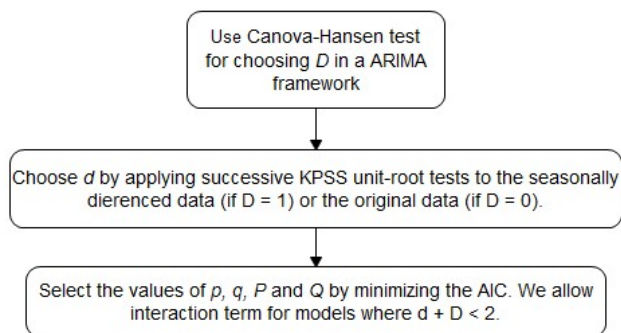 Use Canova-Hansen test
for choosing D in a ARIMA
framework
Choose d by applying successive KPSS unit-root tests to the seasonally
dierenced data (if D = 1) or the original data (if D = 0).
Select the values of p, q, P and Q by minimizing the AIC. We allow
interaction term for models where d + D < 2.